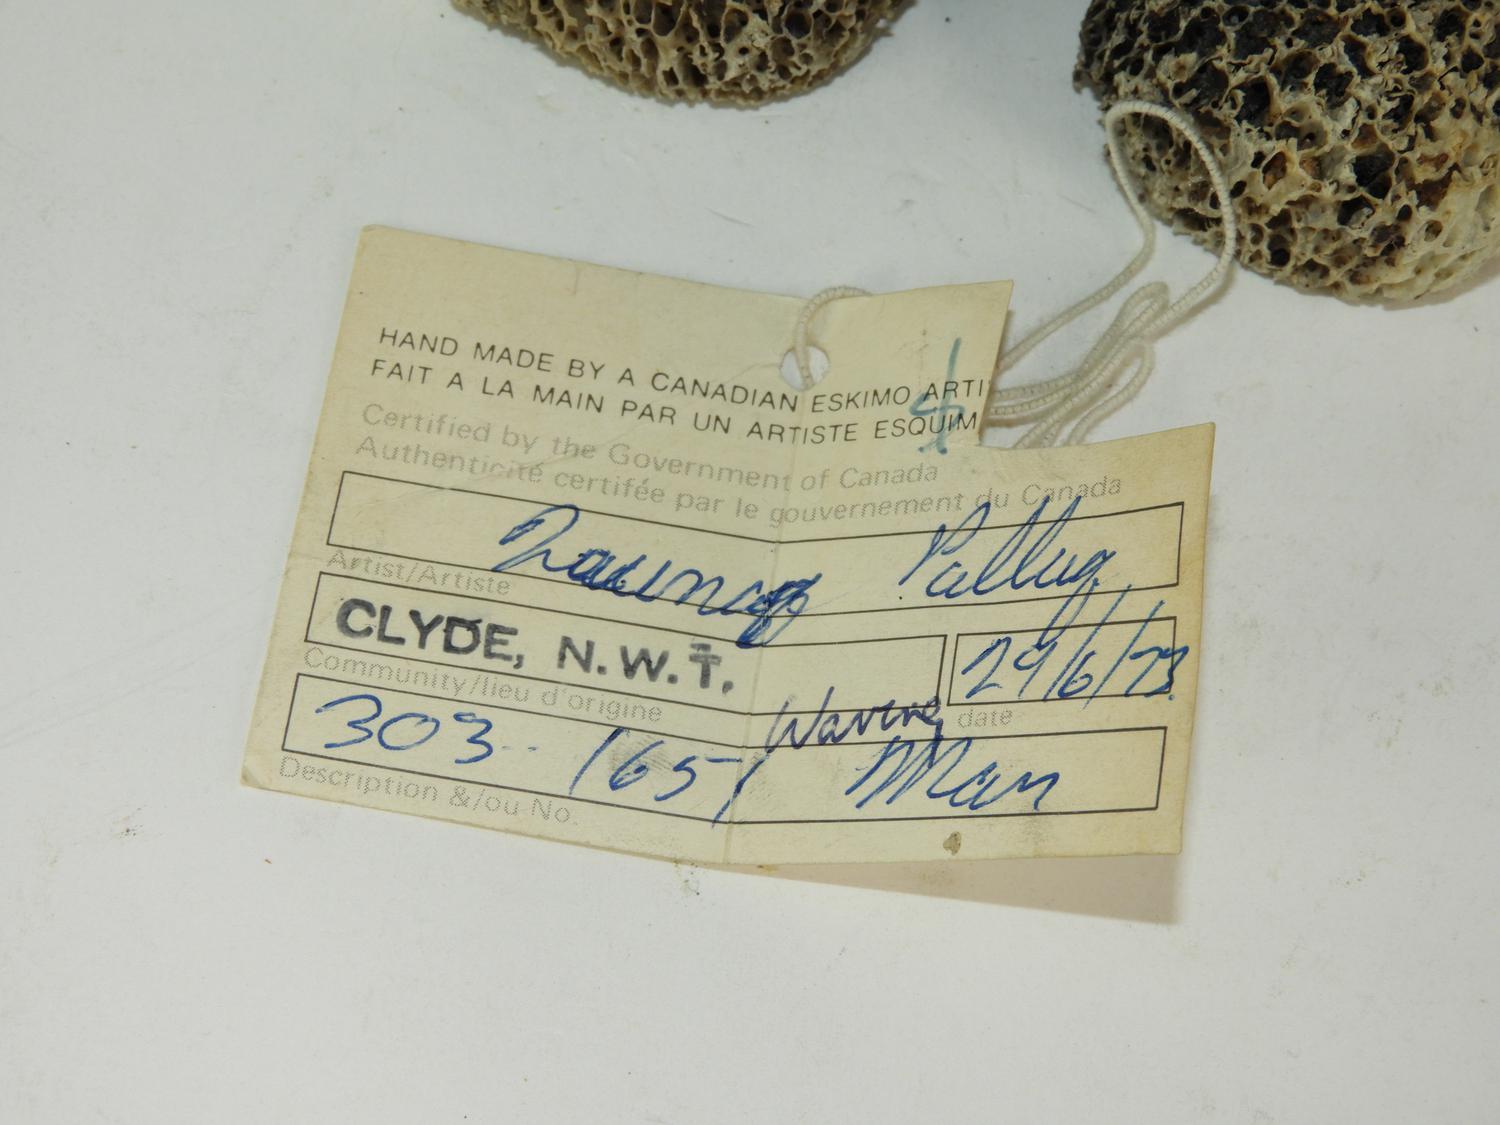 HAND MADE BY A CANADIAN ESKIMO ARTI
FAIT A LA MAIN PAR UN ARTISTE ESQUIM
Certified by the Government of Canada
Authenticité certifée par le gouvernement du Canada
Pallug
Artist/Artiste
CLYDE, N.W.T. 29/6/73
Community/lieu d'origine date
Waving
303-- 1651 Man
Description &/ou No.